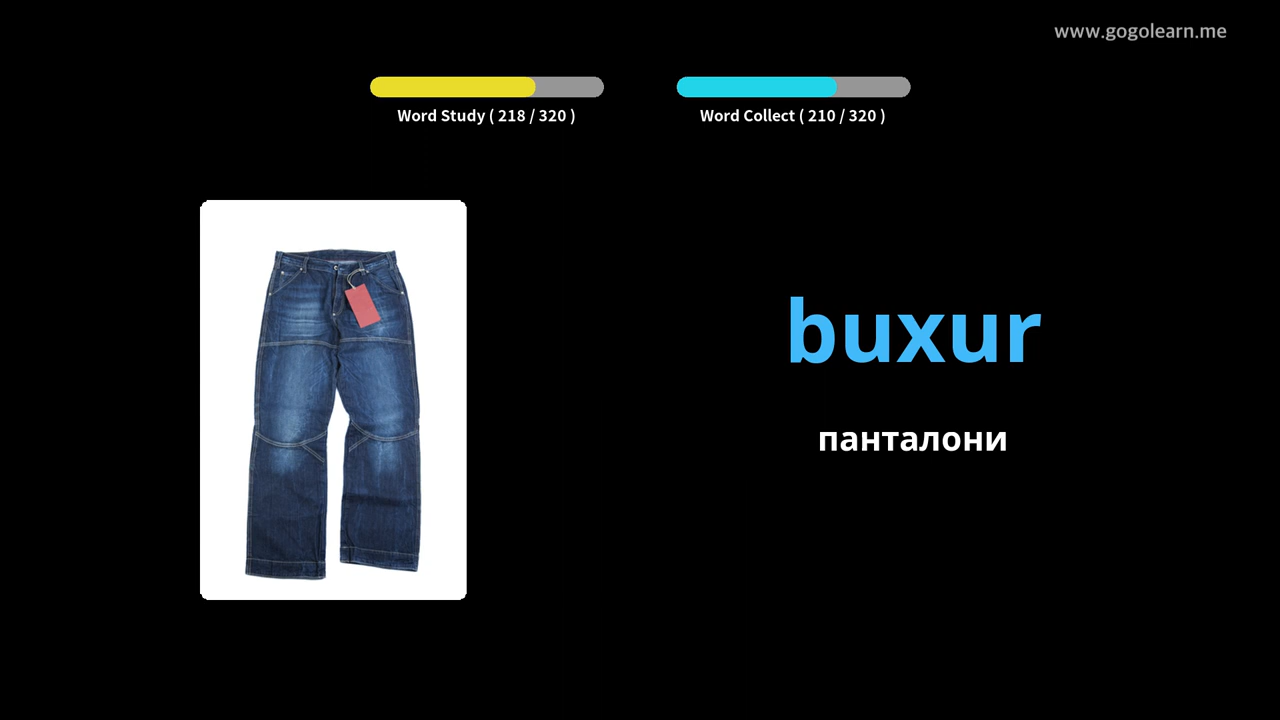 www.gogolearn.me
Word Study ( 218 / 320 )
Word Collect ( 210 / 320 )
buxur
панталони